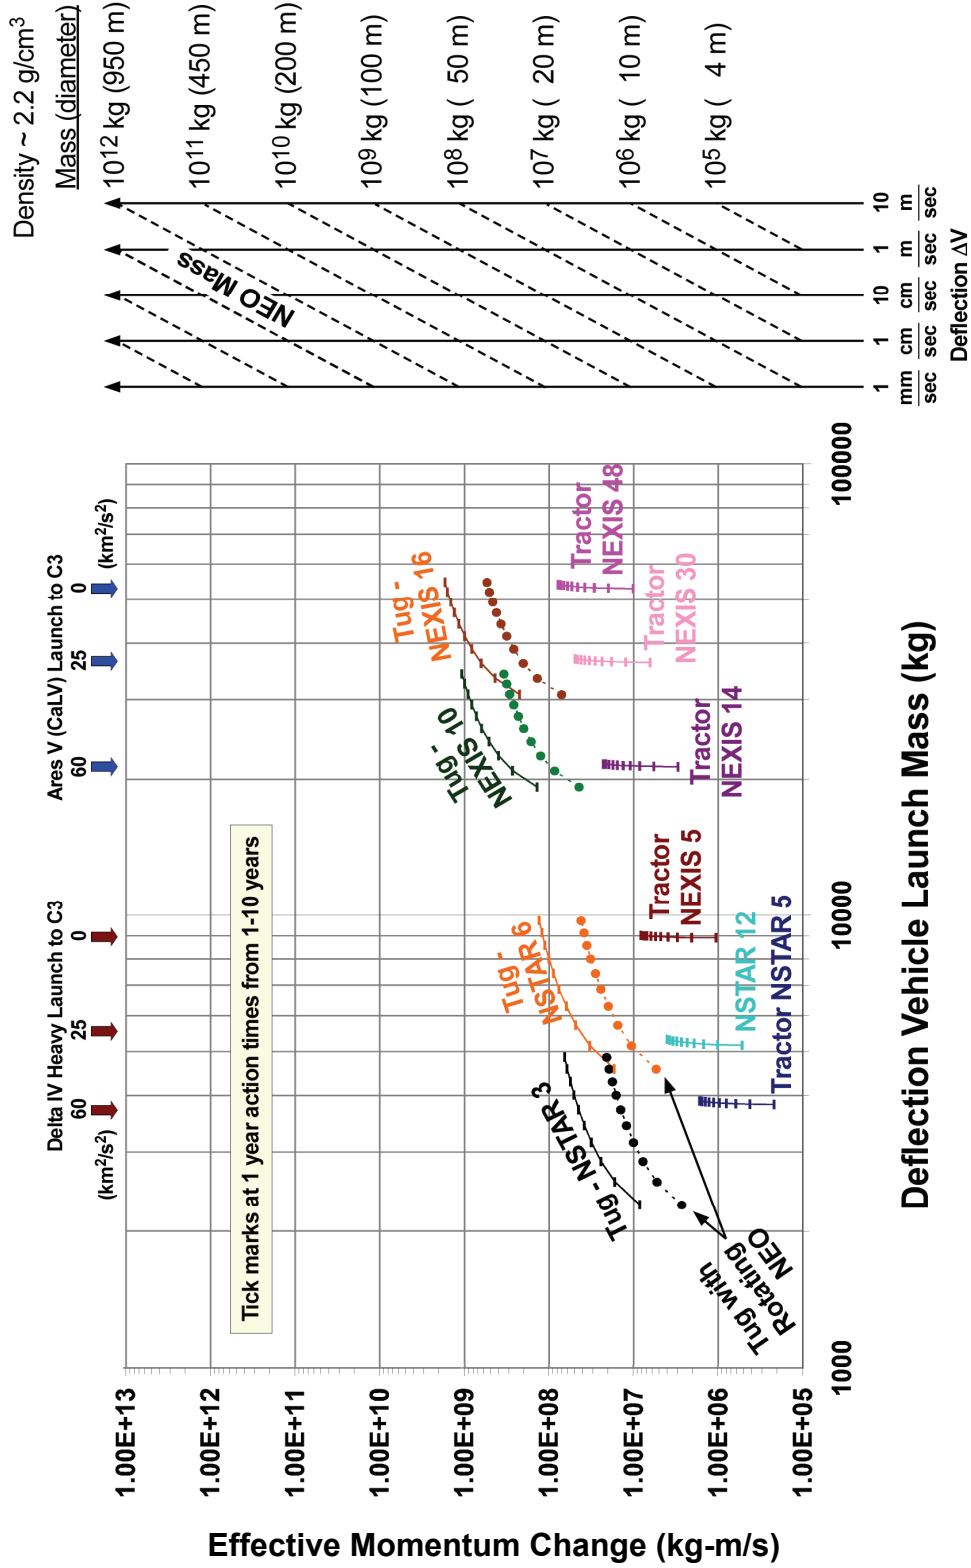 Delta IV Heavy Launch to C3
(km²/s²) 60 25 0
Ares V (CaLV) Launch to C3
60 25 0 (km²/s²)
Effective Momentum Change (kg-m/s)
1.00E+13
1.00E+12
1.00E+11
1.00E+10
1.00E+09
1.00E+08
1.00E+07
1.00E+06
1.00E+05
Tick marks at 1 year action times from 1-10 years
Tug - NSTAR 3
Tug -
NSTAR 6
Tug -
NEXIS 10
Tug -
NEXIS 16
Tug with
Rotating
NEO
Tractor NSTAR 5
NSTAR 12
Tractor
NEXIS 5
Tractor
NEXIS 14
Tractor
NEXIS 30
Tractor
NEXIS 48
1000 10000 100000
Deflection Vehicle Launch Mass (kg)
Density ~ 2.2 g/cm³
Mass (diameter)
10¹² kg (950 m)
10¹¹ kg (450 m)
10¹⁰ kg (200 m)
10⁹ kg (100 m)
10⁸ kg ( 50 m)
10⁷ kg ( 20 m)
10⁶ kg ( 10 m)
10⁵ kg ( 4 m)
NEO Mass
1 1 10 1 10
mm cm cm m m
sec sec sec sec sec
Deflection ΔV